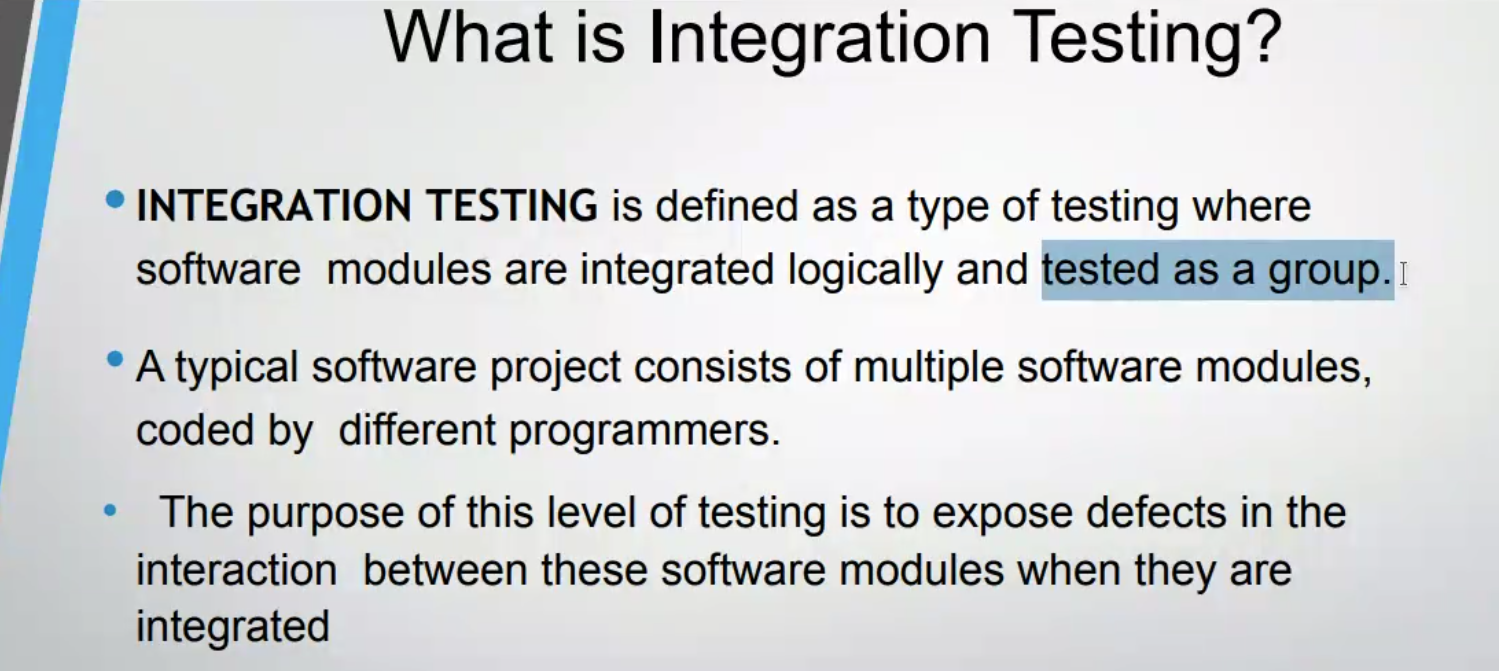 What is Integration Testing?
• INTEGRATION TESTING is defined as a type of testing where
software modules are integrated logically and tested as a group.
• A typical software project consists of multiple software modules,
coded by different programmers.
• The purpose of this level of testing is to expose defects in the
interaction between these software modules when they are
integrated